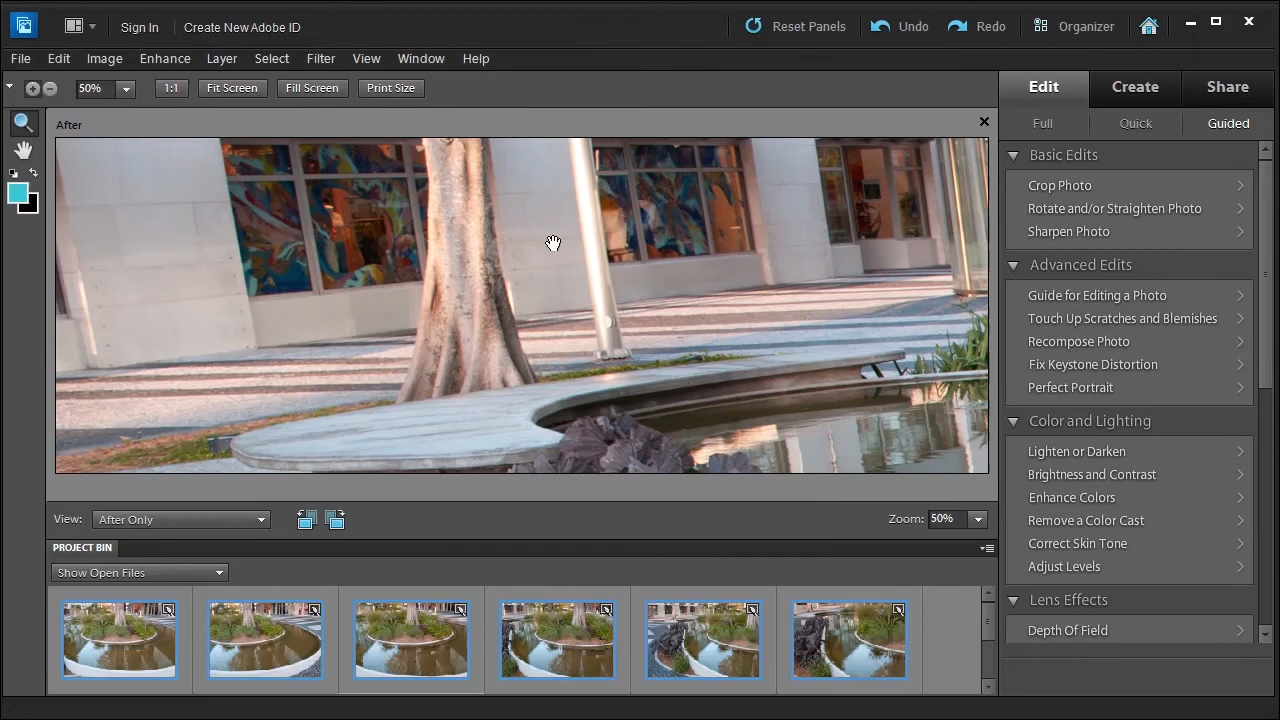 Sign In
Create New Adobe ID
Reset Panels
Undo
Redo
Organizer
File Edit Image Enhance Layer Select Filter View Window Help
50%
1:1
Fit Screen
Fill Screen
Print Size
Edit
Create
Share
Full
Quick
Guided
After
Basic Edits
Crop Photo
Rotate and/or Straighten Photo
Sharpen Photo
Advanced Edits
Guide for Editing a Photo
Touch Up Scratches and Blemishes
Recompose Photo
Fix Keystone Distortion
Perfect Portrait
Color and Lighting
Lighten or Darken
Brightness and Contrast
Enhance Colors
Remove a Color Cast
Correct Skin Tone
Adjust Levels
Lens Effects
Depth Of Field
View: After Only
Zoom: 50%
PROJECT BIN
Show Open Files